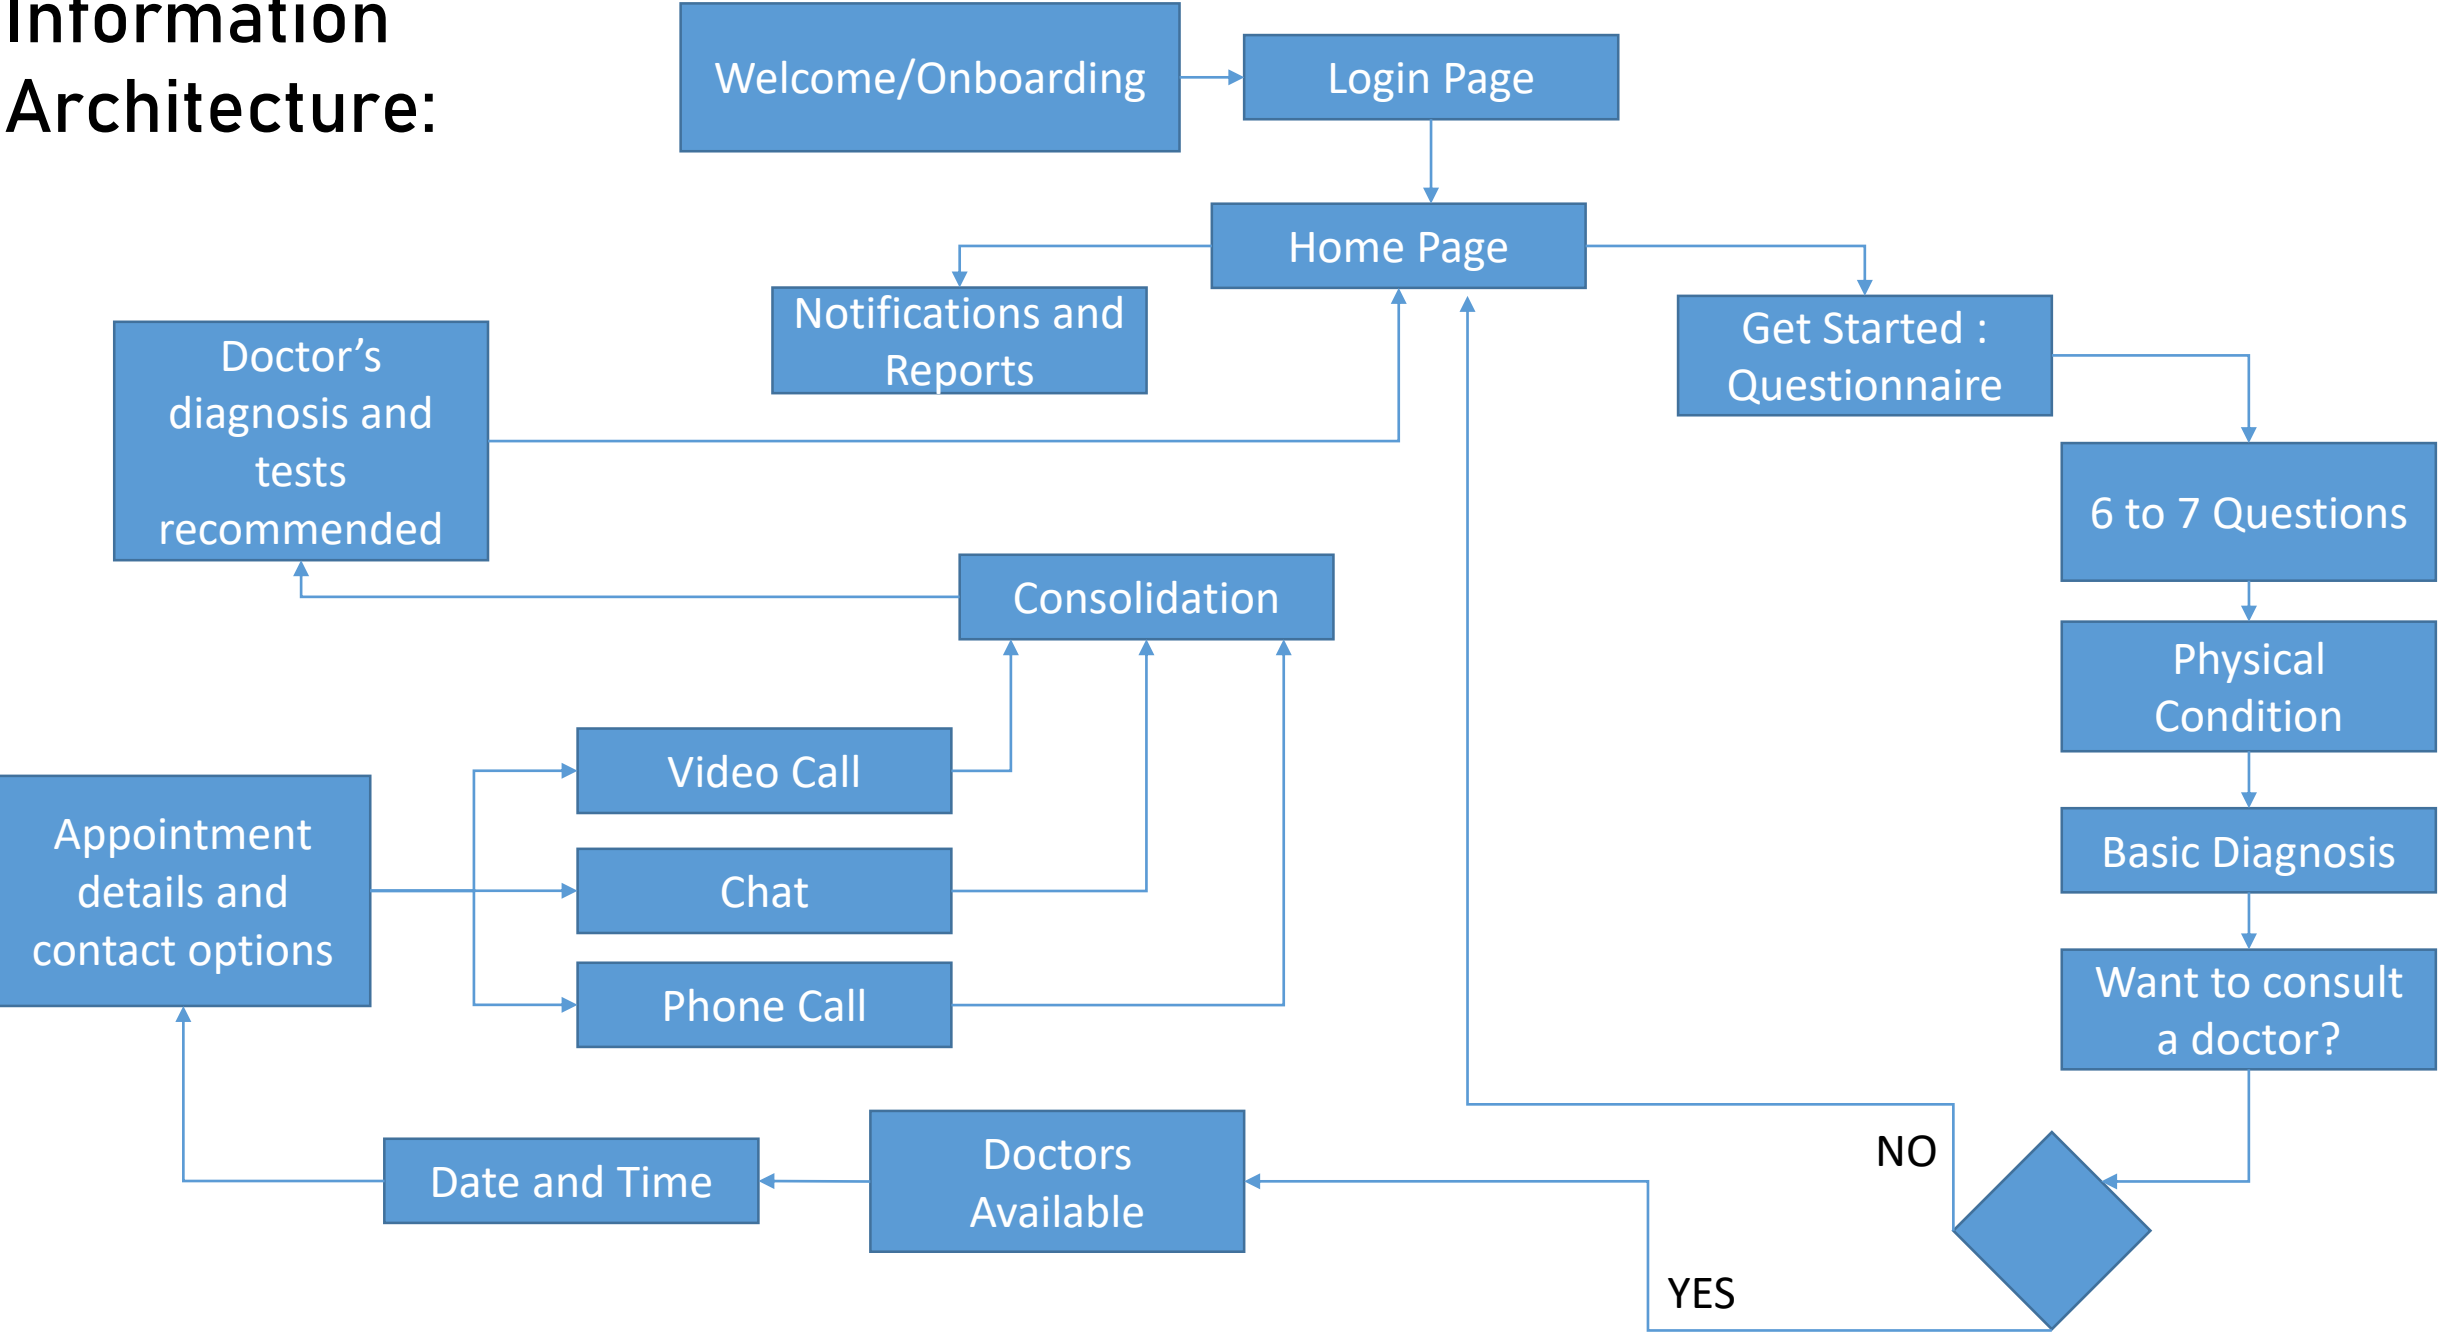 Information
Architecture:
Welcome/Onboarding
Login Page
Home Page
Notifications and
Reports
Get Started :
Questionnaire
Doctor’s
diagnosis and
tests
recommended
6 to 7 Questions
Consolidation
Physical
Condition
Video Call
Appointment
details and
contact options
Chat
Basic Diagnosis
Phone Call
Want to consult
a doctor?
Doctors
Available
Date and Time
NO
YES